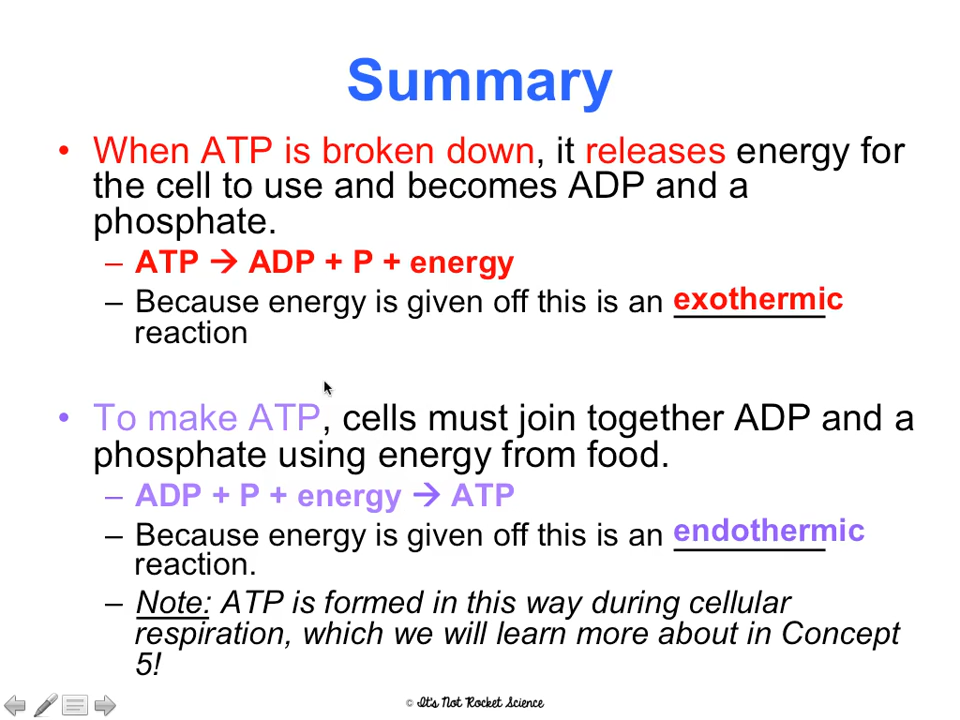 Summary
• When ATP is broken down, it releases energy for
the cell to use and becomes ADP and a
phosphate.
– ATP → ADP + P + energy
– Because energy is given off this is an exothermic
reaction
• To make ATP, cells must join together ADP and a
phosphate using energy from food.
– ADP + P + energy → ATP
– Because energy is given off this is an endothermic
reaction.
– Note: ATP is formed in this way during cellular
respiration, which we will learn more about in Concept
5!
© It's Not Rocket Science